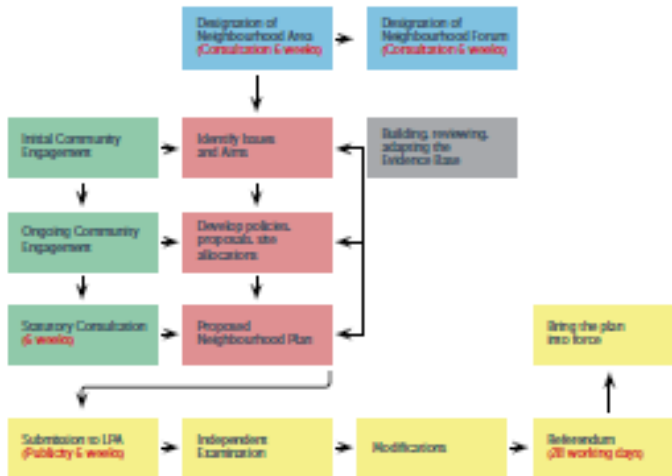 Designation of
Neighbourhood Area
(Consultation 6 weeks)
Designation of
Neighbourhood Forum
(Consultation 6 weeks)
Initial Community
Engagement
Identify Issues
and Aims
Building, reviewing,
adapting the
Evidence Base
Ongoing Community
Engagement
Develop policies,
proposals, site
allocations
Statutory Consultation
(6 weeks)
Proposed
Neighbourhood Plan
Bring the plan
into force
Submission to LPA
(Publicity 6 weeks)
Independent
Examination
Modifications
Referendum
(28 working days)